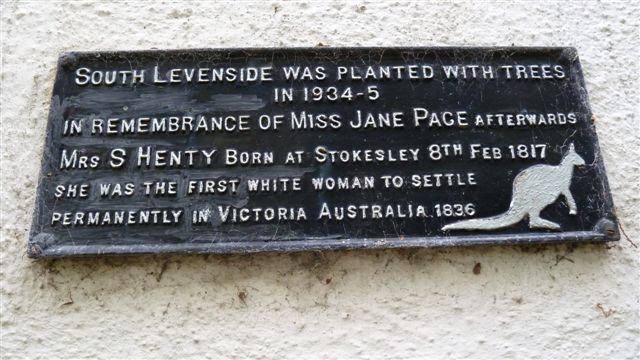 SOUTH LEVENSIDE WAS PLANTED WITH TREES
IN 1934-5
IN REMEMBRANCE OF MISS JANE PACE AFTERWARDS
MRS S HENTY BORN AT STOKESLEY 8TH FEB 1817
SHE WAS THE FIRST WHITE WOMAN TO SETTLE
PERMANENTLY IN VICTORIA AUSTRALIA 1836